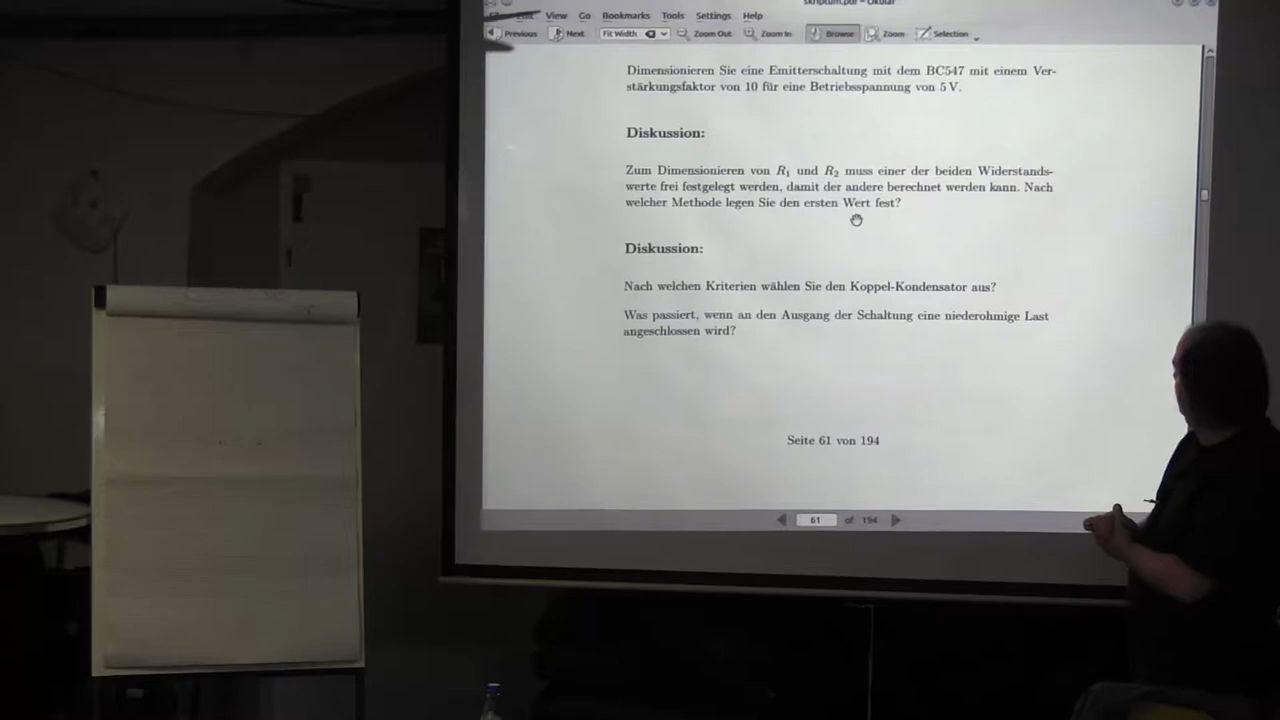 skriptum.pdf – Okular
View Go Bookmarks Tools Settings Help
Previous Next Fit Width Zoom Out Zoom In Browse Zoom Selection
Dimensionieren Sie eine Emitterschaltung mit dem BC547 mit einem Ver-
stärkungsfaktor von 10 für eine Betriebsspannung von 5 V.
Diskussion:
Zum Dimensionieren von R₁ und R₂ muss einer der beiden Widerstands-
werte frei festgelegt werden, damit der andere berechnet werden kann. Nach
welcher Methode legen Sie den ersten Wert fest?
Diskussion:
Nach welchen Kriterien wählen Sie den Koppel-Kondensator aus?
Was passiert, wenn an den Ausgang der Schaltung eine niederohmige Last
angeschlossen wird?
Seite 61 von 194
61 of 194